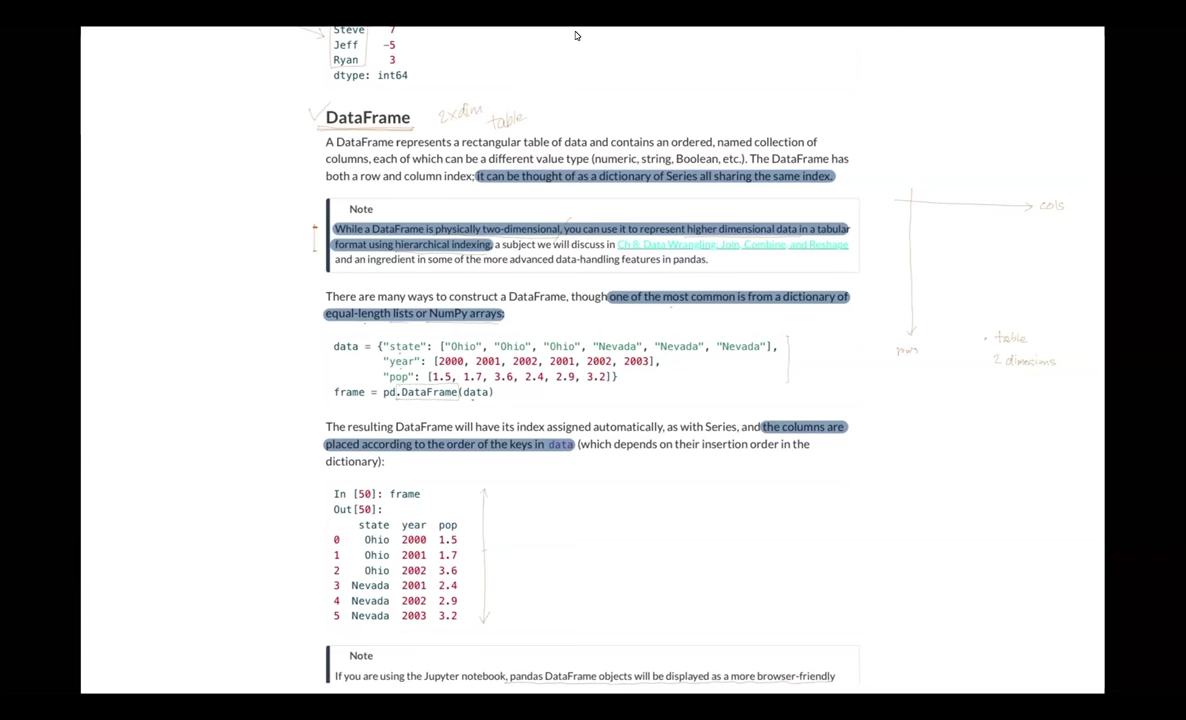 Steve 7
Jeff -5
Ryan 3
dtype: int64
DataFrame 2xdim table
A DataFrame represents a rectangular table of data and contains an ordered, named collection of
columns, each of which can be a different value type (numeric, string, Boolean, etc.). The DataFrame has
both a row and column index; it can be thought of as a dictionary of Series all sharing the same index.
cols
Note
While a DataFrame is physically two-dimensional, you can use it to represent higher dimensional data in a tabular
format using hierarchical indexing, a subject we will discuss in Ch 8: Data Wrangling: Join, Combine, and Reshape
and an ingredient in some of the more advanced data-handling features in pandas.
There are many ways to construct a DataFrame, though one of the most common is from a dictionary of
equal-length lists or NumPy arrays:
data = {"state": ["Ohio", "Ohio", "Ohio", "Nevada", "Nevada", "Nevada"],
"year": [2000, 2001, 2002, 2001, 2002, 2003],
"pop": [1.5, 1.7, 3.6, 2.4, 2.9, 3.2]}
frame = pd.DataFrame(data)
table
2 dimensions
The resulting DataFrame will have its index assigned automatically, as with Series, and the columns are
placed according to the order of the keys in data (which depends on their insertion order in the
dictionary):
In [50]: frame
Out[50]:
state year pop
0 Ohio 2000 1.5
1 Ohio 2001 1.7
2 Ohio 2002 3.6
3 Nevada 2001 2.4
4 Nevada 2002 2.9
5 Nevada 2003 3.2
Note
If you are using the Jupyter notebook, pandas DataFrame objects will be displayed as a more browser-friendly